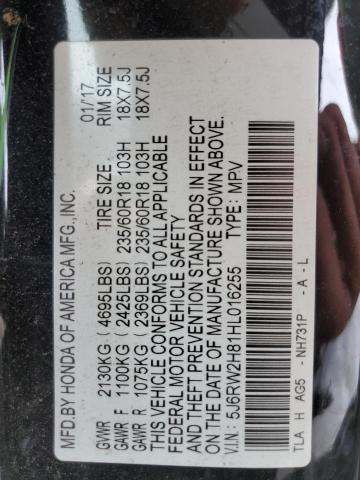 MFD.BY HONDA OF AMERICA MFG.,INC. 01/17
GVWR 2130KG (4695LBS) TIRE SIZE RIM SIZE
GAWR F 1100KG (2425LBS) 235/60R18 103H 18X7.5J
GAWR R 1075KG (2369LBS) 235/60R18 103H 18X7.5J
THIS VEHICLE CONFORMS TO ALL APPLICABLE
FEDERAL MOTOR VEHICLE SAFETY
AND THEFT PREVENTION STANDARDS IN EFFECT
ON THE DATE OF MANUFACTURE SHOWN ABOVE.
V.I.N.: 5J6RW2H81HL016255 TYPE: MPV
TLA H AG5 - NH731P - A - L